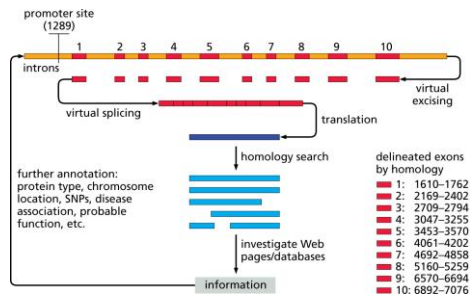 promoter site
(1289)
1 2 3 4 5 6 7 8 9 10
introns
virtual
excising
virtual splicing
translation
homology search
further annotation:
protein type, chromosome
location, SNPs, disease
association, probable
function, etc.
investigate Web
pages/databases
information
delineated exons
by homology
1: 1610–1762
2: 2169–2402
3: 2709–2794
4: 3047–3255
5: 3453–3570
6: 4061–4202
7: 4692–4858
8: 5160–5259
9: 6570–6694
10: 6892–7076